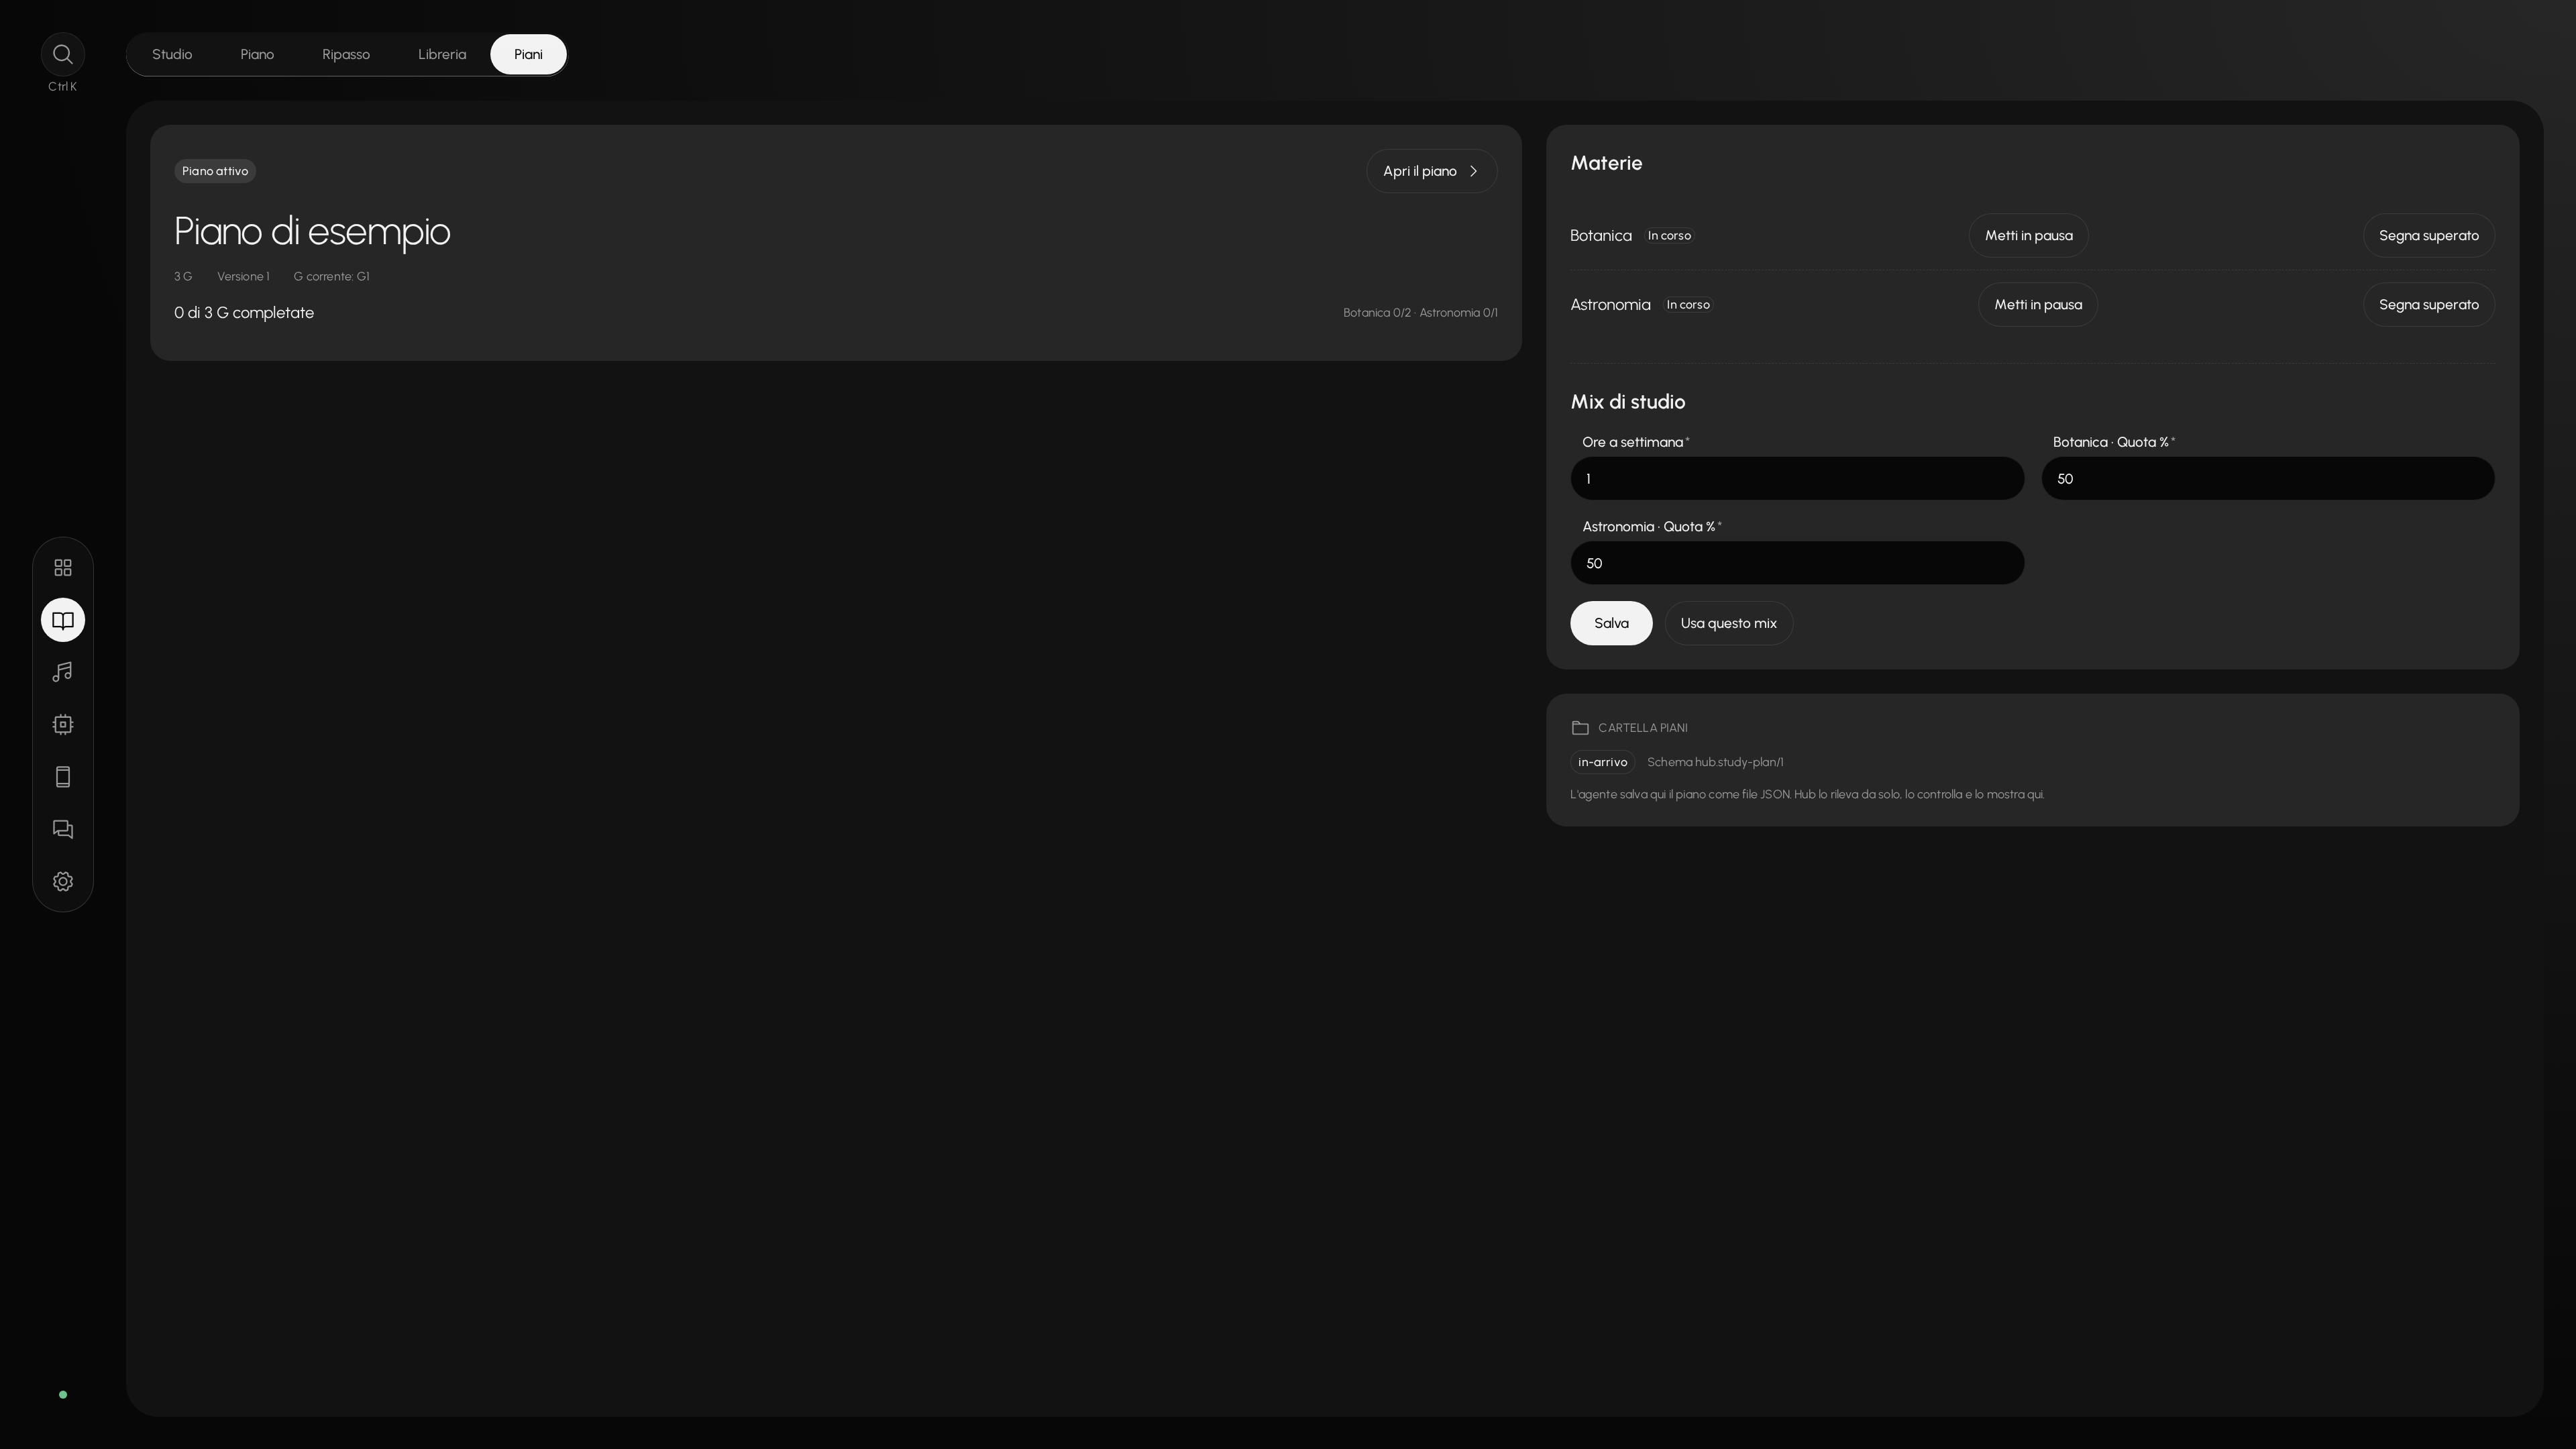 Studio Piano Ripasso Libreria Piani
Ctrl K
Piano attivo
Apri il piano
Piano di esempio
3 G Versione 1 G corrente: G1
0 di 3 G completate
Botanica 0/2 · Astronomia 0/1
Materie
Botanica In corso Metti in pausa Segna superato
Astronomia In corso Metti in pausa Segna superato
Mix di studio
Ore a settimana* Botanica · Quota %*
1 50
Astronomia · Quota %*
50
Salva Usa questo mix
CARTELLA PIANI
in-arrivo Schema hub.study-plan/1
L'agente salva qui il piano come file JSON. Hub lo rileva da solo, lo controlla e lo mostra qui.